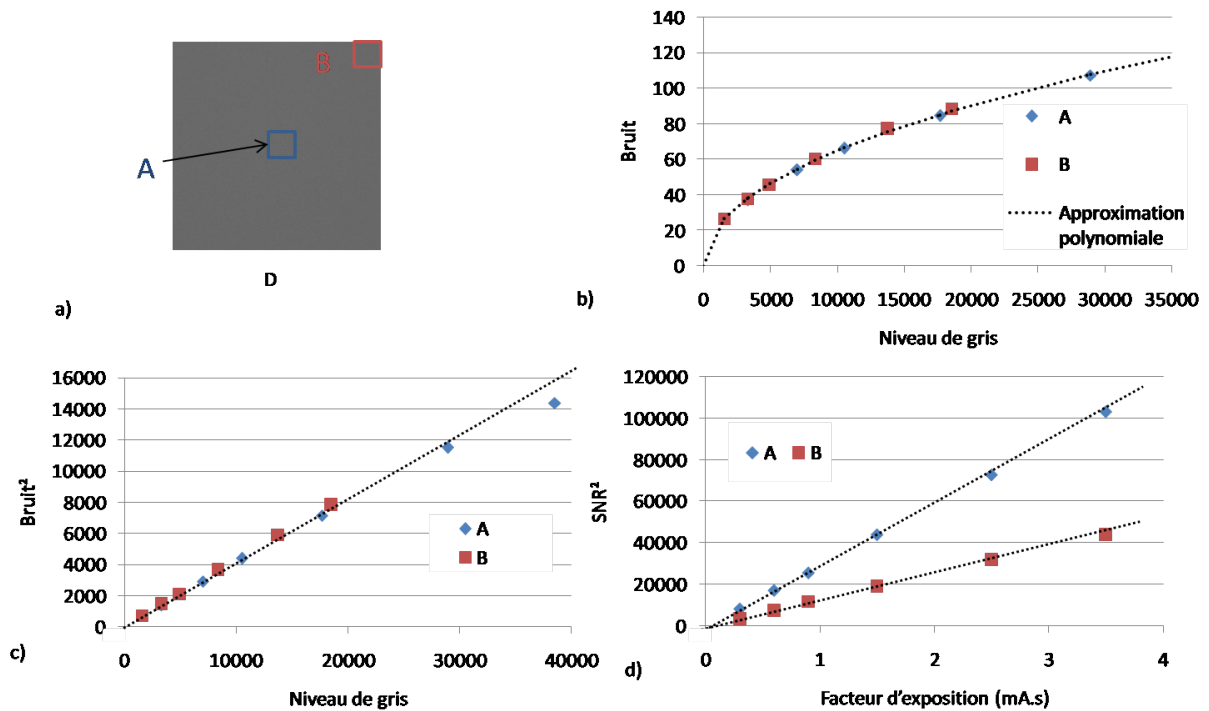 B
A
D
a)
140
120
100
80
60
40
20
0
Bruit
0 5000 10000 15000 20000 25000 30000 35000
Niveau de gris
A
B
Approximation
polynomiale
b)
16000
14000
12000
10000
8000
6000
4000
2000
0
Bruit²
0 10000 20000 30000 40000
Niveau de gris
A
B
c)
120000
100000
80000
60000
40000
20000
0
SNR²
0 1 2 3 4
Facteur d'exposition (mA.s)
A B
d)